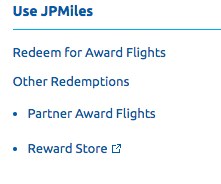 Use JPMiles
Redeem for Award Flights
Other Redemptions
• Partner Award Flights
• Reward Store